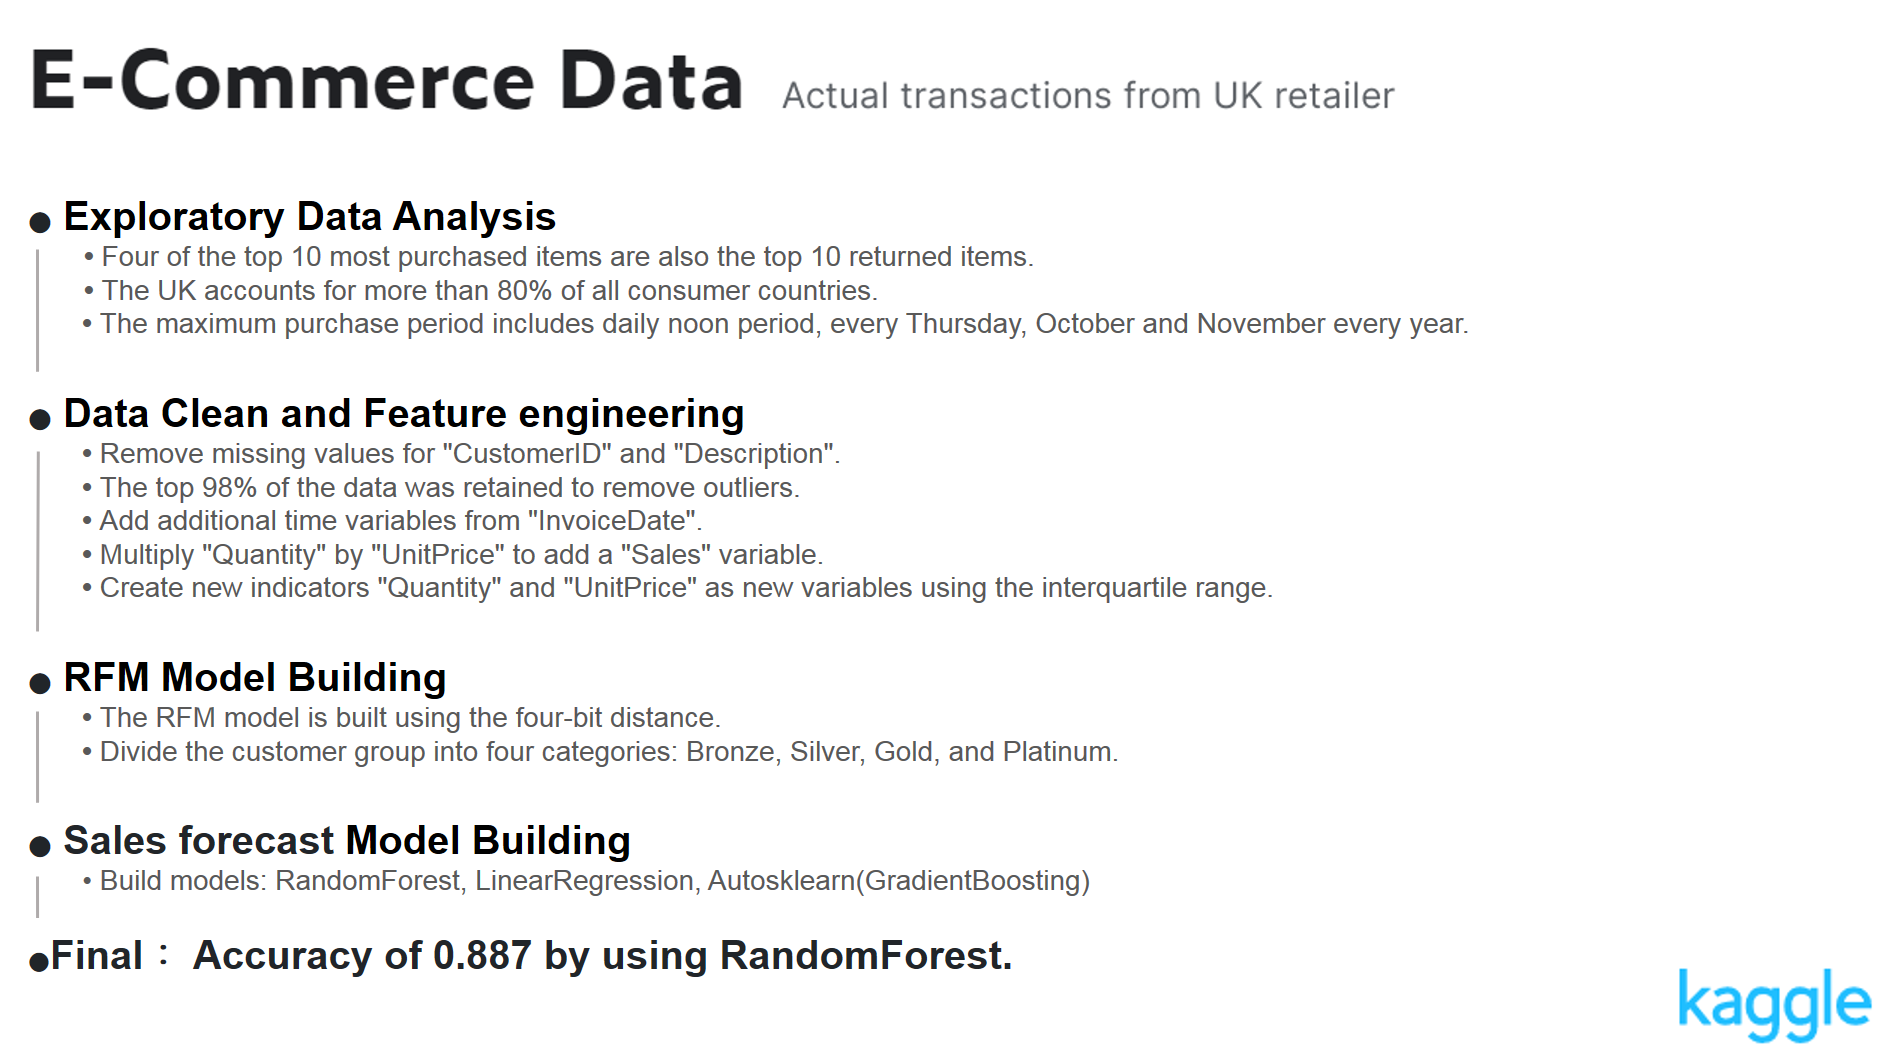 E-Commerce Data Actual transactions from UK retailer
● Exploratory Data Analysis
• Four of the top 10 most purchased items are also the top 10 returned items.
• The UK accounts for more than 80% of all consumer countries.
• The maximum purchase period includes daily noon period, every Thursday, October and November every year.
● Data Clean and Feature engineering
• Remove missing values for "CustomerID" and "Description".
• The top 98% of the data was retained to remove outliers.
• Add additional time variables from "InvoiceDate".
• Multiply "Quantity" by "UnitPrice" to add a "Sales" variable.
• Create new indicators "Quantity" and "UnitPrice" as new variables using the interquartile range.
● RFM Model Building
• The RFM model is built using the four-bit distance.
• Divide the customer group into four categories: Bronze, Silver, Gold, and Platinum.
● Sales forecast Model Building
• Build models: RandomForest, LinearRegression, Autosklearn(GradientBoosting)
●Final： Accuracy of 0.887 by using RandomForest.
kaggle